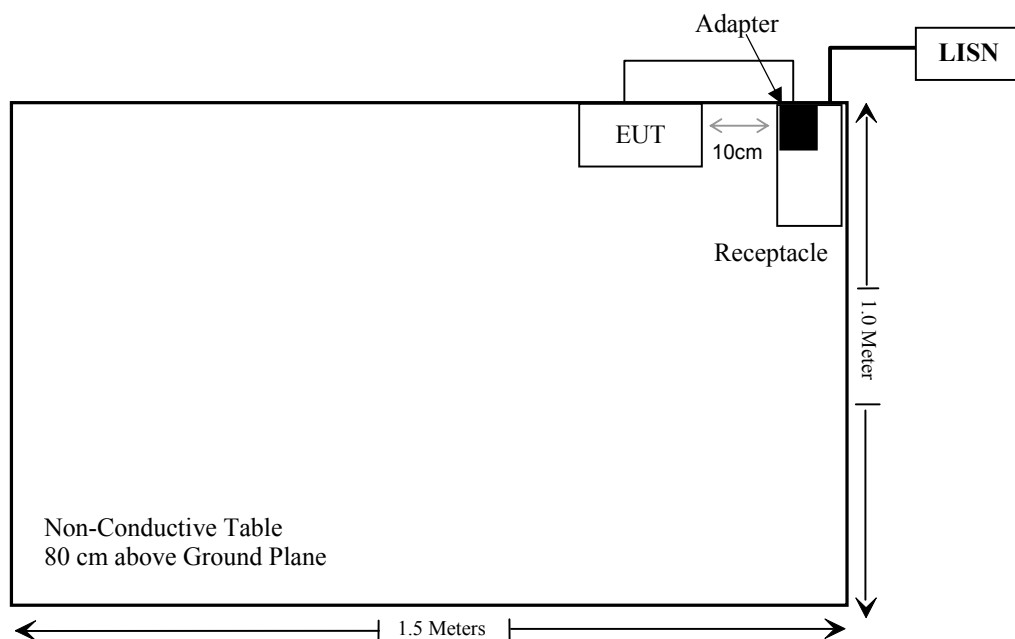 Adapter
LISN
EUT
10cm
Receptacle
1.0 Meter
Non-Conductive Table
80 cm above Ground Plane
1.5 Meters